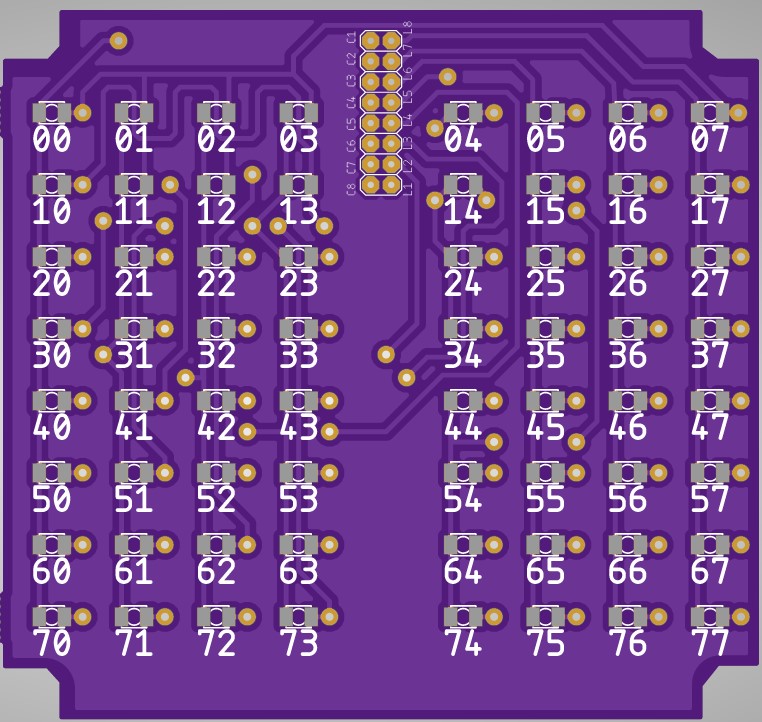 C1 L8
C2 L7
C3 L6
C4 L5
C5 L4
C6 L3
C7 L2
C8 L1
00 01 02 03 04 05 06 07
10 11 12 13 14 15 16 17
20 21 22 23 24 25 26 27
30 31 32 33 34 35 36 37
40 41 42 43 44 45 46 47
50 51 52 53 54 55 56 57
60 61 62 63 64 65 66 67
70 71 72 73 74 75 76 77